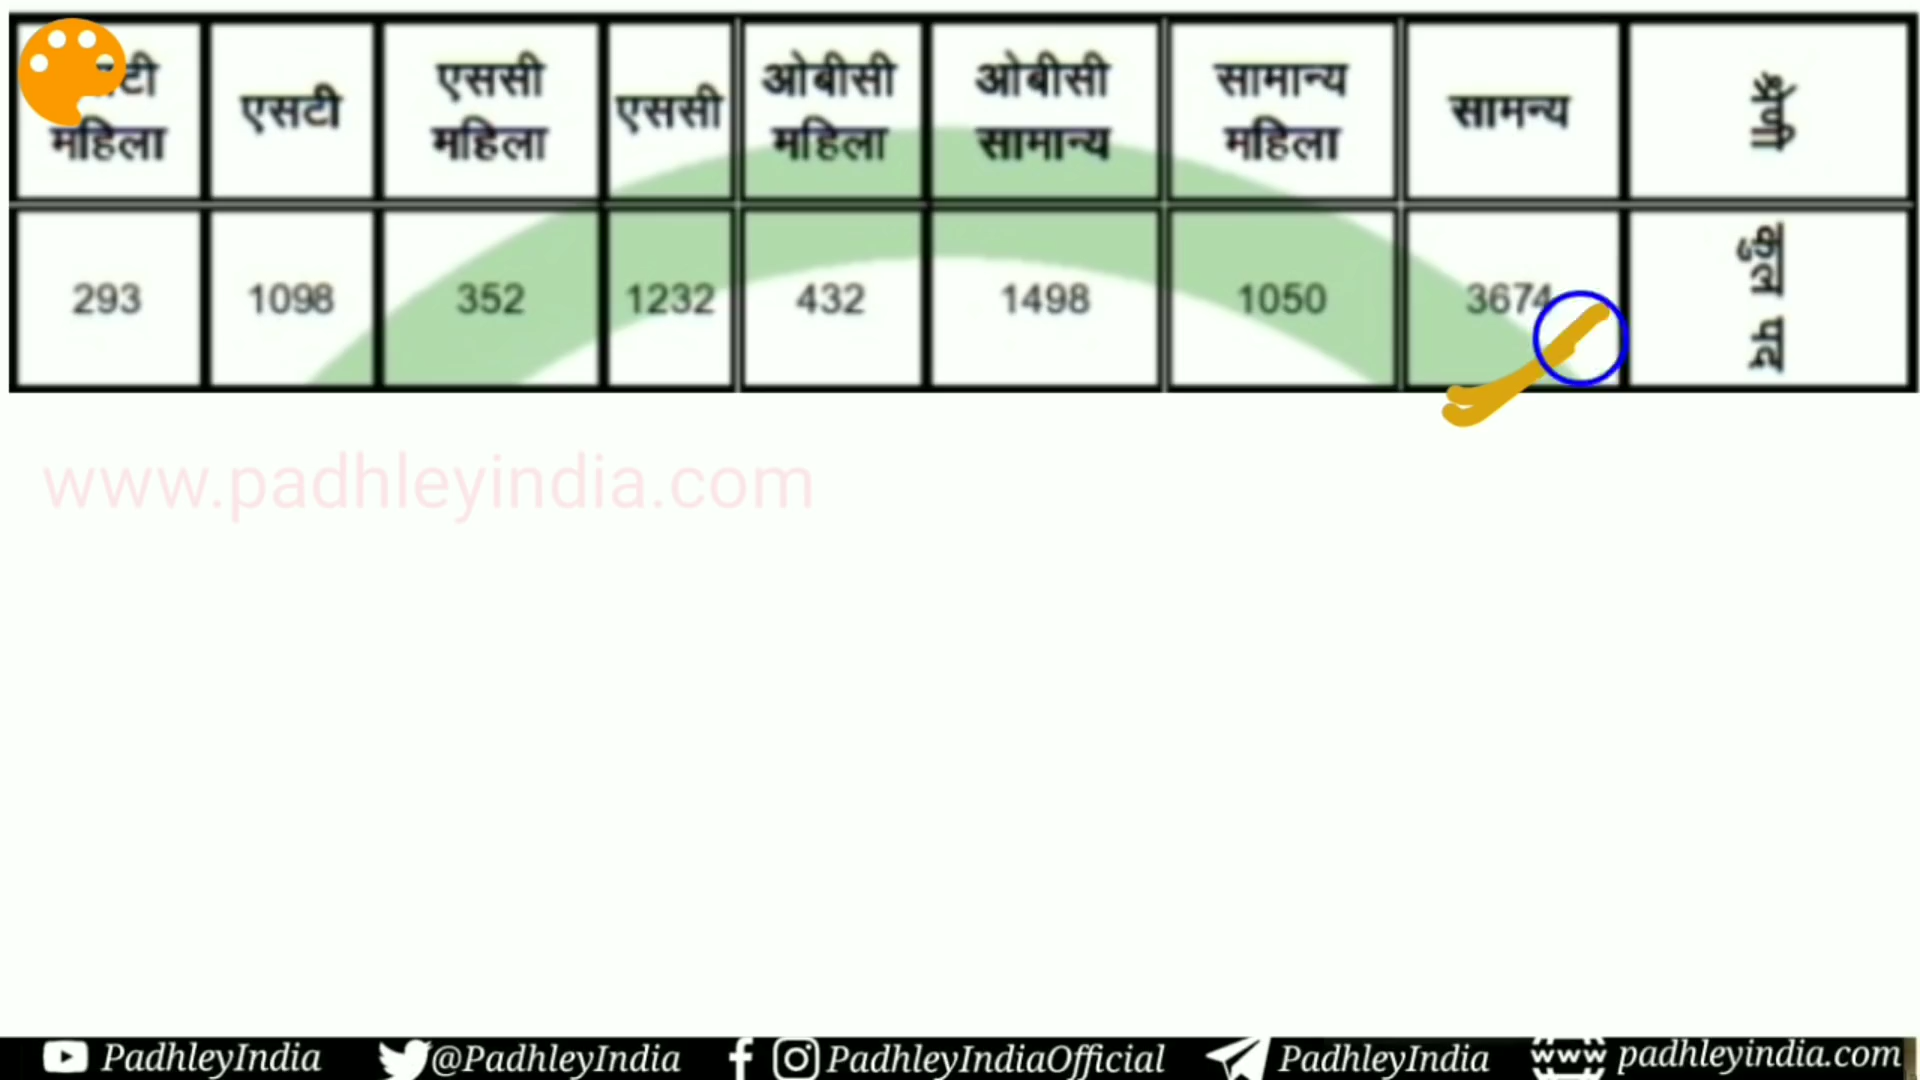 महिला
एसटी
एससी
महिला
एससी
ओबीसी
महिला
ओबीसी
सामान्य
सामान्य
महिला
सामन्य
श्रेणी
293
1098
352
1232
432
1498
1050
3674
कुल पद
www.padhleyindia.com
PadhleyIndia
@PadhleyIndia
PadhleyIndiaOfficial
PadhleyIndia
www padhleyindia.com